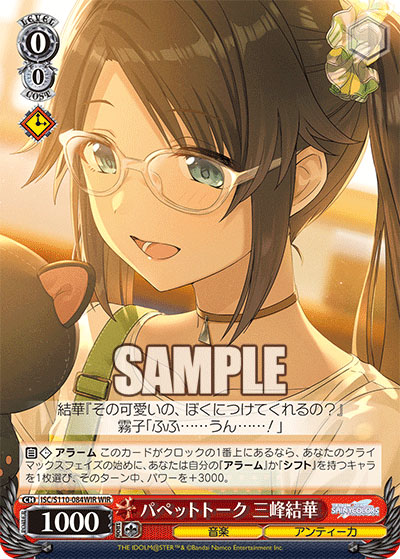 LEVEL
0
0
COST
SAMPLE
結華『その可愛いの、ぼくにつけてくれるの？』
霧子「ふふ……うん……！」
アラーム このカードがクロックの1番上にあるなら、あなたのクライ
マックスフェイズの始めに、あなたは自分の「アラーム」か「シフト」を持つキャラ
を1枚選び、そのターン中、パワーを＋3000。
CH ISC/S110-084WIR WIR
1000
パペットトーク 三峰結華
SHINYCOLORS
音楽
アンティーカ
THE IDOLM@STER™ & ©Bandai Namco Entertainment Inc.